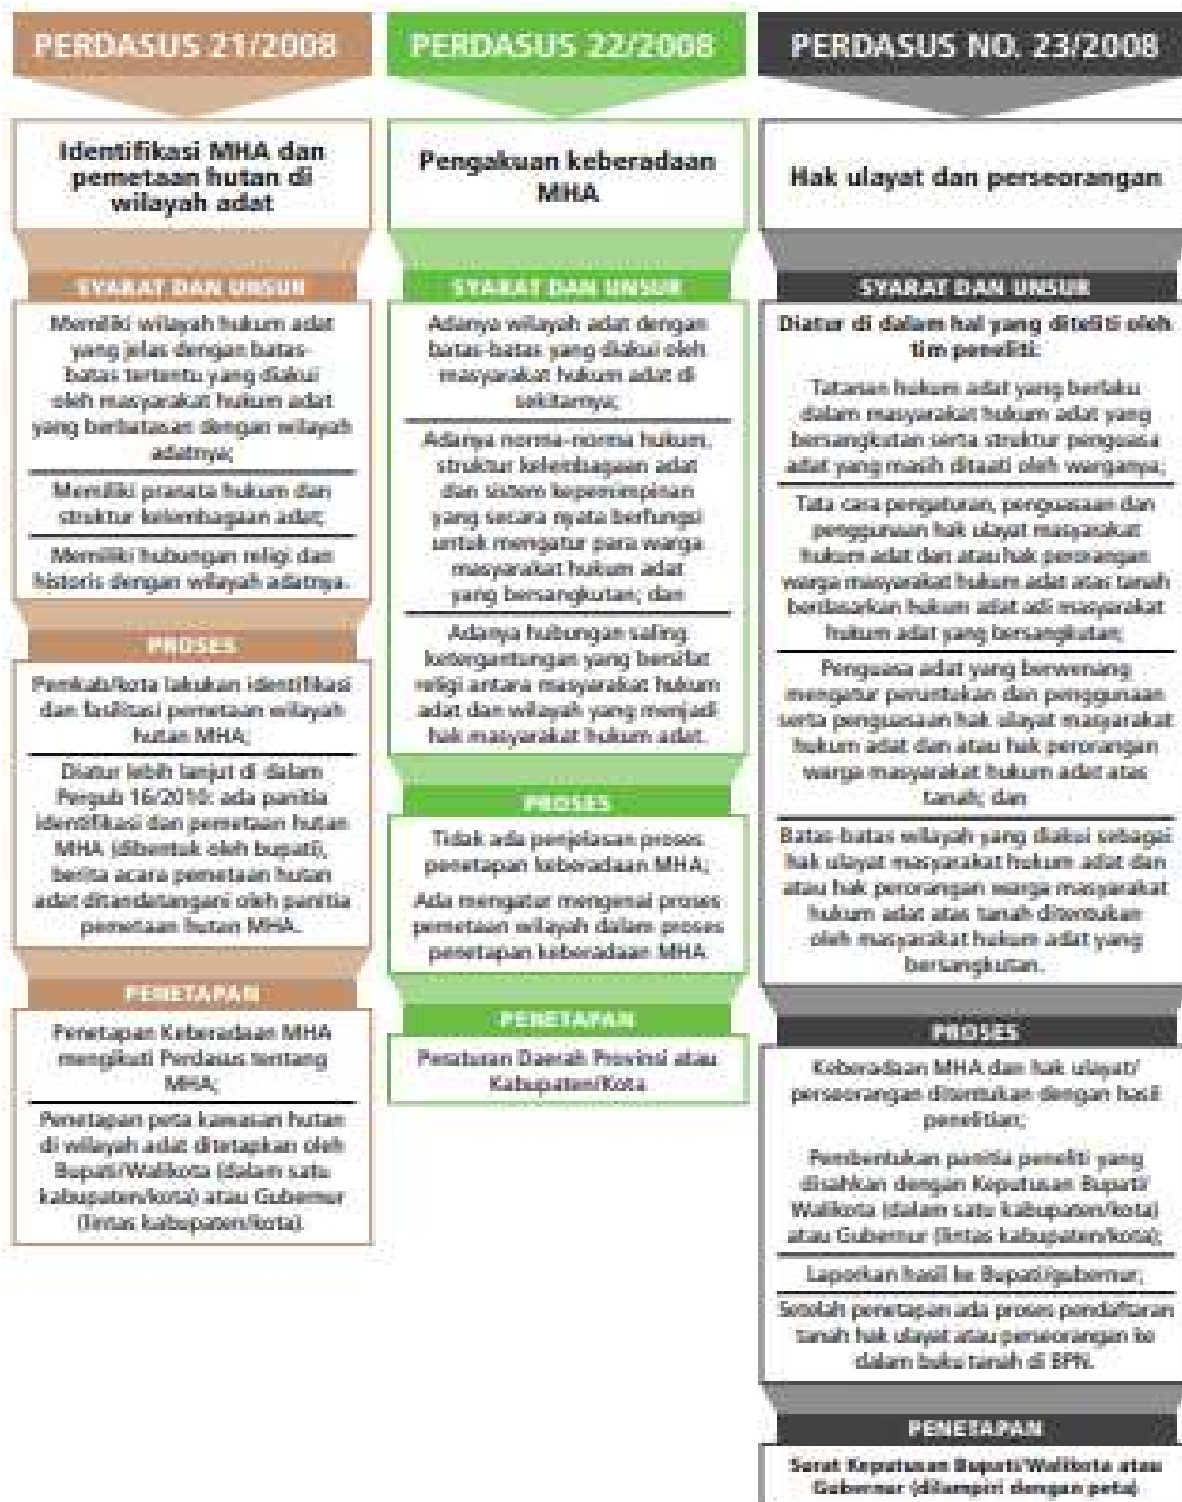 PERDASUS 21/2008
Identifikasi MHA dan
pemetaan hutan di
wilayah adat
SYARAT DAN UNSUR
Memiliki wilayah hukum adat
yang jelas dengan batas-
batas tertentu yang diakui
oleh masyarakat hukum adat
yang berbatasan dengan wilayah
adatnya;
Memiliki pranata hukum dan
struktur kelembagaan adat;
Memiliki hubungan religi dan
historis dengan wilayah adatnya.
PROSES
Pemkab/kota lakukan identifikasi
dan fasilitasi pemetaan wilayah
hutan MHA;
Diatur lebih lanjut di dalam
Pergub 16/2010: ada panitia
identifikasi dan pemetaan hutan
MHA (dibentuk oleh bupati),
berita acara pemetaan hutan
adat ditandatangani oleh panitia
pemetaan hutan MHA.
PENETAPAN
Penetapan Keberadaan MHA
mengikuti Perdasus tentang
MHA;
Penetapan peta kawasan hutan
di wilayah adat ditetapkan oleh
Bupati/Walikota (dalam satu
kabupaten/kota) atau Gubernur
(lintas kabupaten/kota).
PERDASUS 22/2008
Pengakuan keberadaan
MHA
SYARAT DAN UNSUR
Adanya wilayah adat dengan
batas-batas yang diakui oleh
masyarakat hukum adat di
sekitarnya;
Adanya norma-norma hukum,
struktur kelembagaan adat
dan sistem kepemimpinan
yang secara nyata berfungsi
untuk mengatur para warga
masyarakat hukum adat
yang bersangkutan; dan
Adanya hubungan saling
ketergantungan yang bersifat
religi antara masyarakat hukum
adat dan wilayah yang menjadi
hak masyarakat hukum adat.
PROSES
Tidak ada penjelasan proses
penetapan keberadaan MHA;
Ada mengatur mengenai proses
pemetaan wilayah dalam proses
penetapan keberadaan MHA
PENETAPAN
Peraturan Daerah Provinsi atau
Kabupaten/Kota
PERDASUS NO. 23/2008
Hak ulayat dan perseorangan
SYARAT DAN UNSUR
Diatur di dalam hal yang diteliti oleh
tim peneliti:
Tatanan hukum adat yang berlaku
dalam masyarakat hukum adat yang
bersangkutan serta struktur penguasa
adat yang masih ditaati oleh warganya;
Tata cara pengaturan, penguasaan dan
penggunaan hak ulayat masyarakat
hukum adat dan atau hak perorangan
warga masyarakat hukum adat atas tanah
berdasarkan hukum adat asli masyarakat
hukum adat yang bersangkutan;
Penguasa adat yang berwenang
mengatur peruntukan dan penggunaan
serta penguasaan hak ulayat masyarakat
hukum adat dan atau hak perorangan
warga masyarakat hukum adat atas
tanah; dan
Batas-batas wilayah yang diakui sebagai
hak ulayat masyarakat hukum adat dan
atau hak perorangan warga masyarakat
hukum adat atas tanah ditentukan
oleh masyarakat hukum adat yang
bersangkutan.
PROSES
Keberadaan MHA dan hak ulayat/
perseorangan ditentukan dengan hasil
penelitian;
Pembentukan panitia peneliti yang
disahkan dengan Keputusan Bupati/
Walikota (dalam satu kabupaten/kota)
atau Gubernur (lintas kabupaten/kota);
Laporkan hasil ke Bupati/gubernur;
Setelah penetapan ada proses pendaftaran
tanah hak ulayat atau perseorangan ke
dalam buku tanah di BPN.
PENETAPAN
Surat Keputusan Bupati/Walikota atau
Gubernur (dilampiri dengan peta)